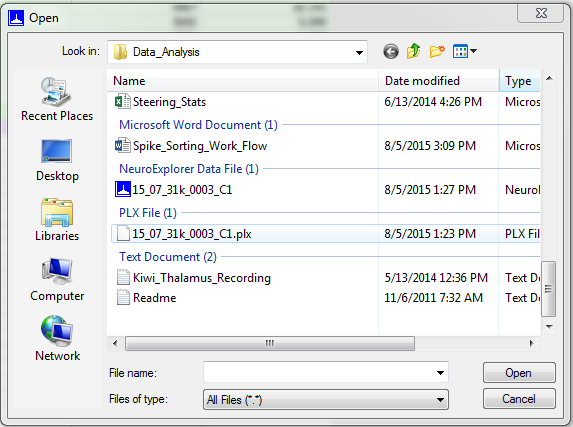 Open
Look in: Data_Analysis
Name Date modified Type
Steering_Stats 6/13/2014 4:26 PM Micros
Microsoft Word Document (1)
Spike_Sorting_Work_Flow 8/5/2015 3:09 PM Micros
NeuroExplorer Data File (1)
15_07_31k_0003_C1 8/5/2015 1:27 PM NeuroE
PLX File (1)
15_07_31k_0003_C1.plx 8/5/2015 1:23 PM PLX File
Text Document (2)
Kiwi_Thalamus_Recording 5/13/2014 12:36 PM Text Do
Readme 11/6/2011 7:32 AM Text Do
Recent Places
Desktop
Libraries
Computer
Network
File name:
Open
Files of type: All Files (*.*)
Cancel